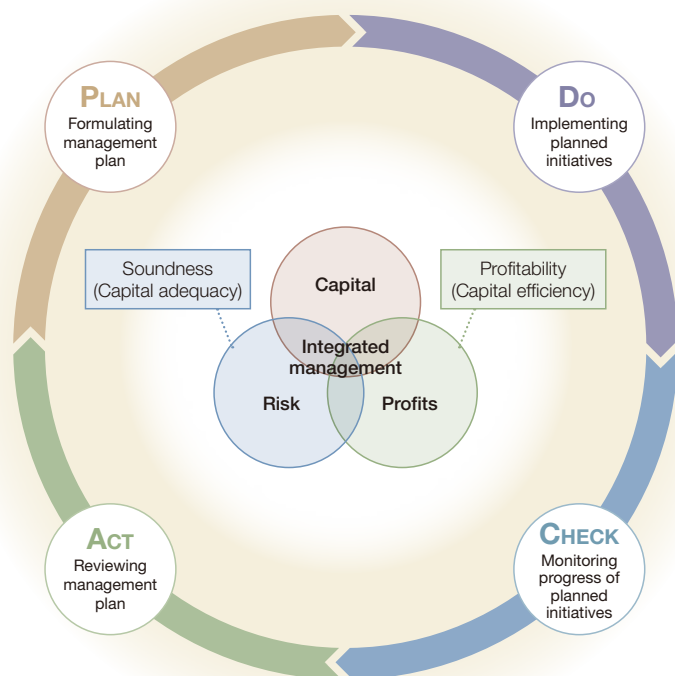 PLAN
Formulating
management
plan
DO
Implementing
planned
initiatives
Soundness
(Capital adequacy)
Profitability
(Capital efficiency)
Capital
Integrated
management
Risk
Profits
ACT
Reviewing
management
plan
CHECK
Monitoring
progress of
planned
initiatives